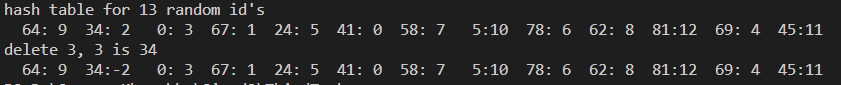 hash table for 13 random id's
64: 9 34: 2 0: 3 67: 1 24: 5 41: 0 58: 7 5:10 78: 6 62: 8 81:12 69: 4 45:11
delete 3, 3 is 34
64: 9 34:-2 0: 3 67: 1 24: 5 41: 0 58: 7 5:10 78: 6 62: 8 81:12 69: 4 45:11